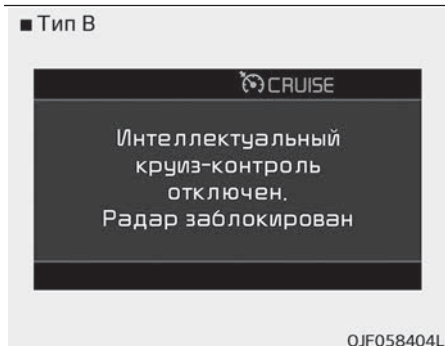 ■ Тип B
CRUISE
Интеллектуальный
круиз-контроль
отключен.
Радар заблокирован
OJF058404L